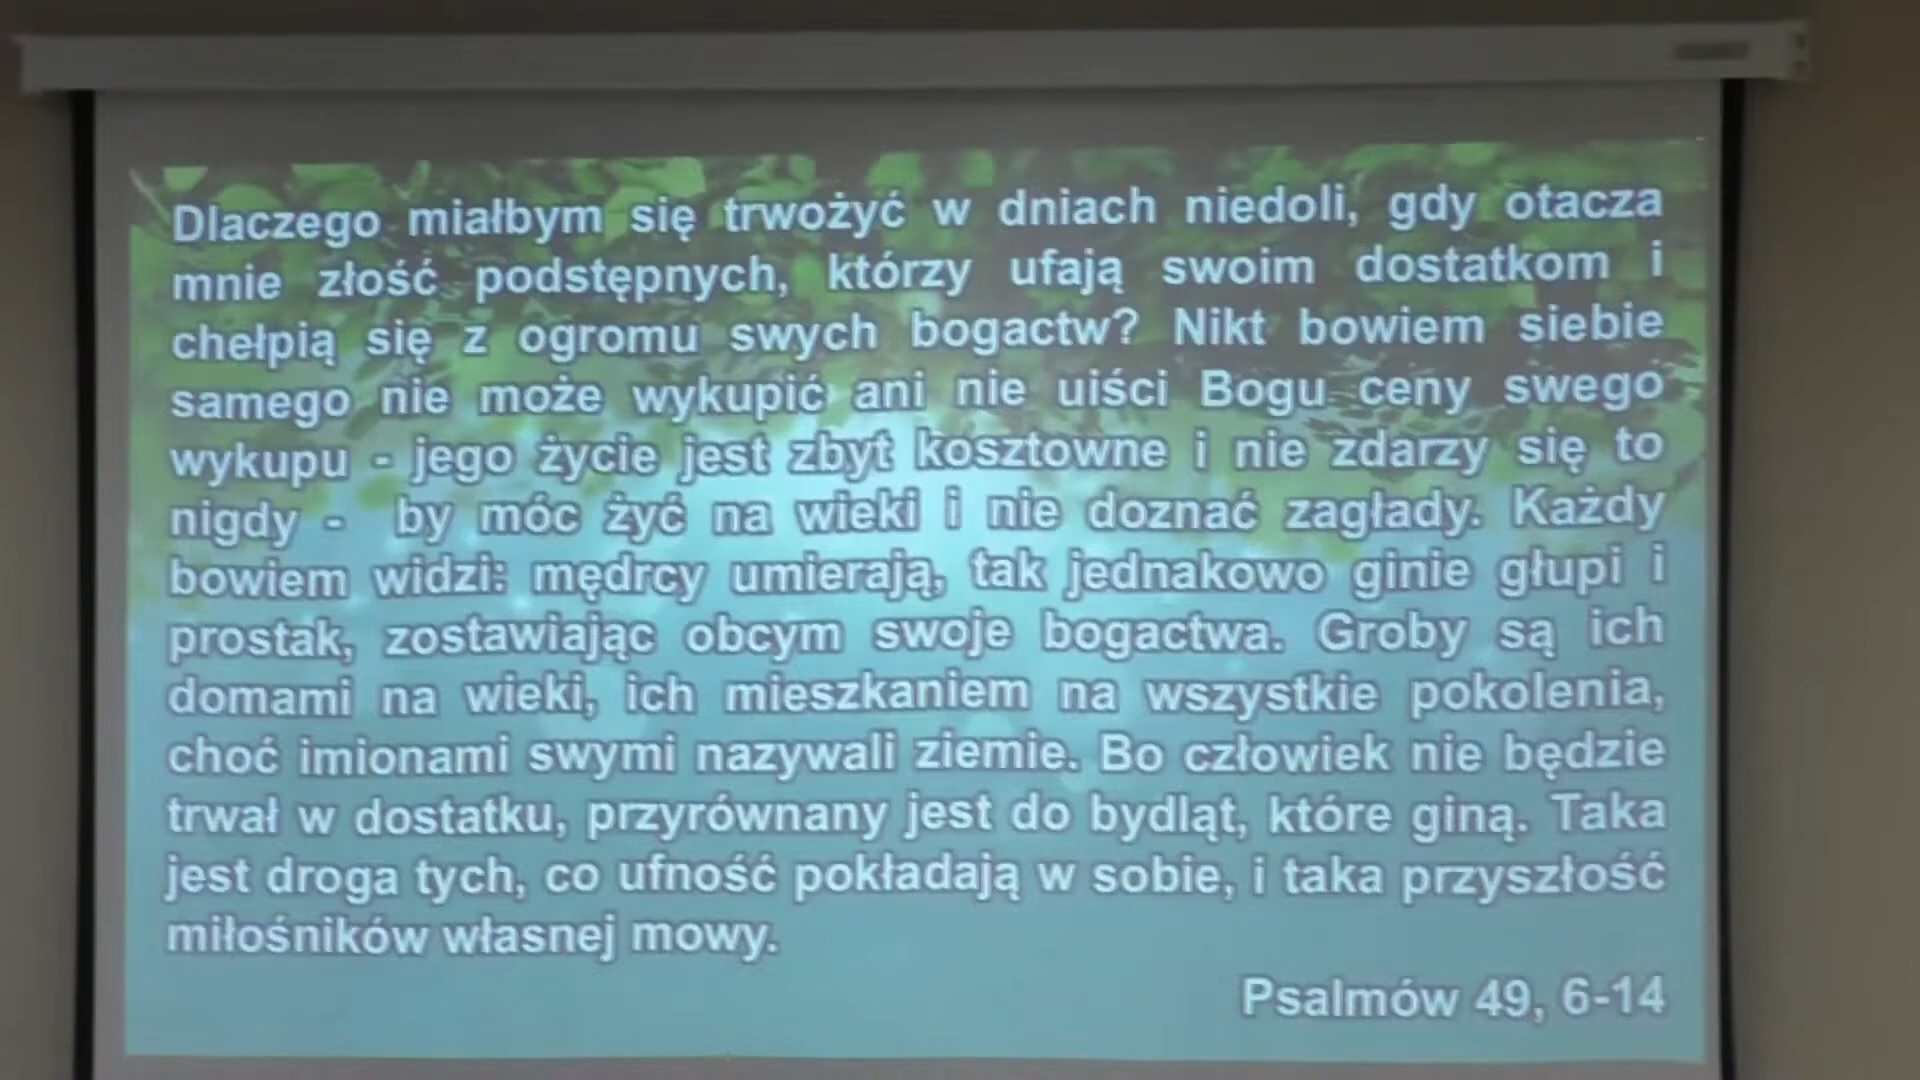 Dlaczego miałbym się trwożyć w dniach niedoli, gdy otacza
mnie złość podstępnych, którzy ufają swoim dostatkom i
chełpią się z ogromu swych bogactw? Nikt bowiem siebie
samego nie może wykupić ani nie uiści Bogu ceny swego
wykupu - jego życie jest zbyt kosztowne i nie zdarzy się to
nigdy - by móc żyć na wieki i nie doznać zagłady. Każdy
bowiem widzi: mędrcy umierają, tak jednakowo ginie głupi i
prostak, zostawiając obcym swoje bogactwa. Groby są ich
domami na wieki, ich mieszkaniem na wszystkie pokolenia,
choć imionami swymi nazywali ziemie. Bo człowiek nie będzie
trwał w dostatku, przyrównany jest do bydląt, które giną. Taka
jest droga tych, co ufność pokładają w sobie, i taka przyszłość
miłośników własnej mowy.
Psalmów 49, 6-14